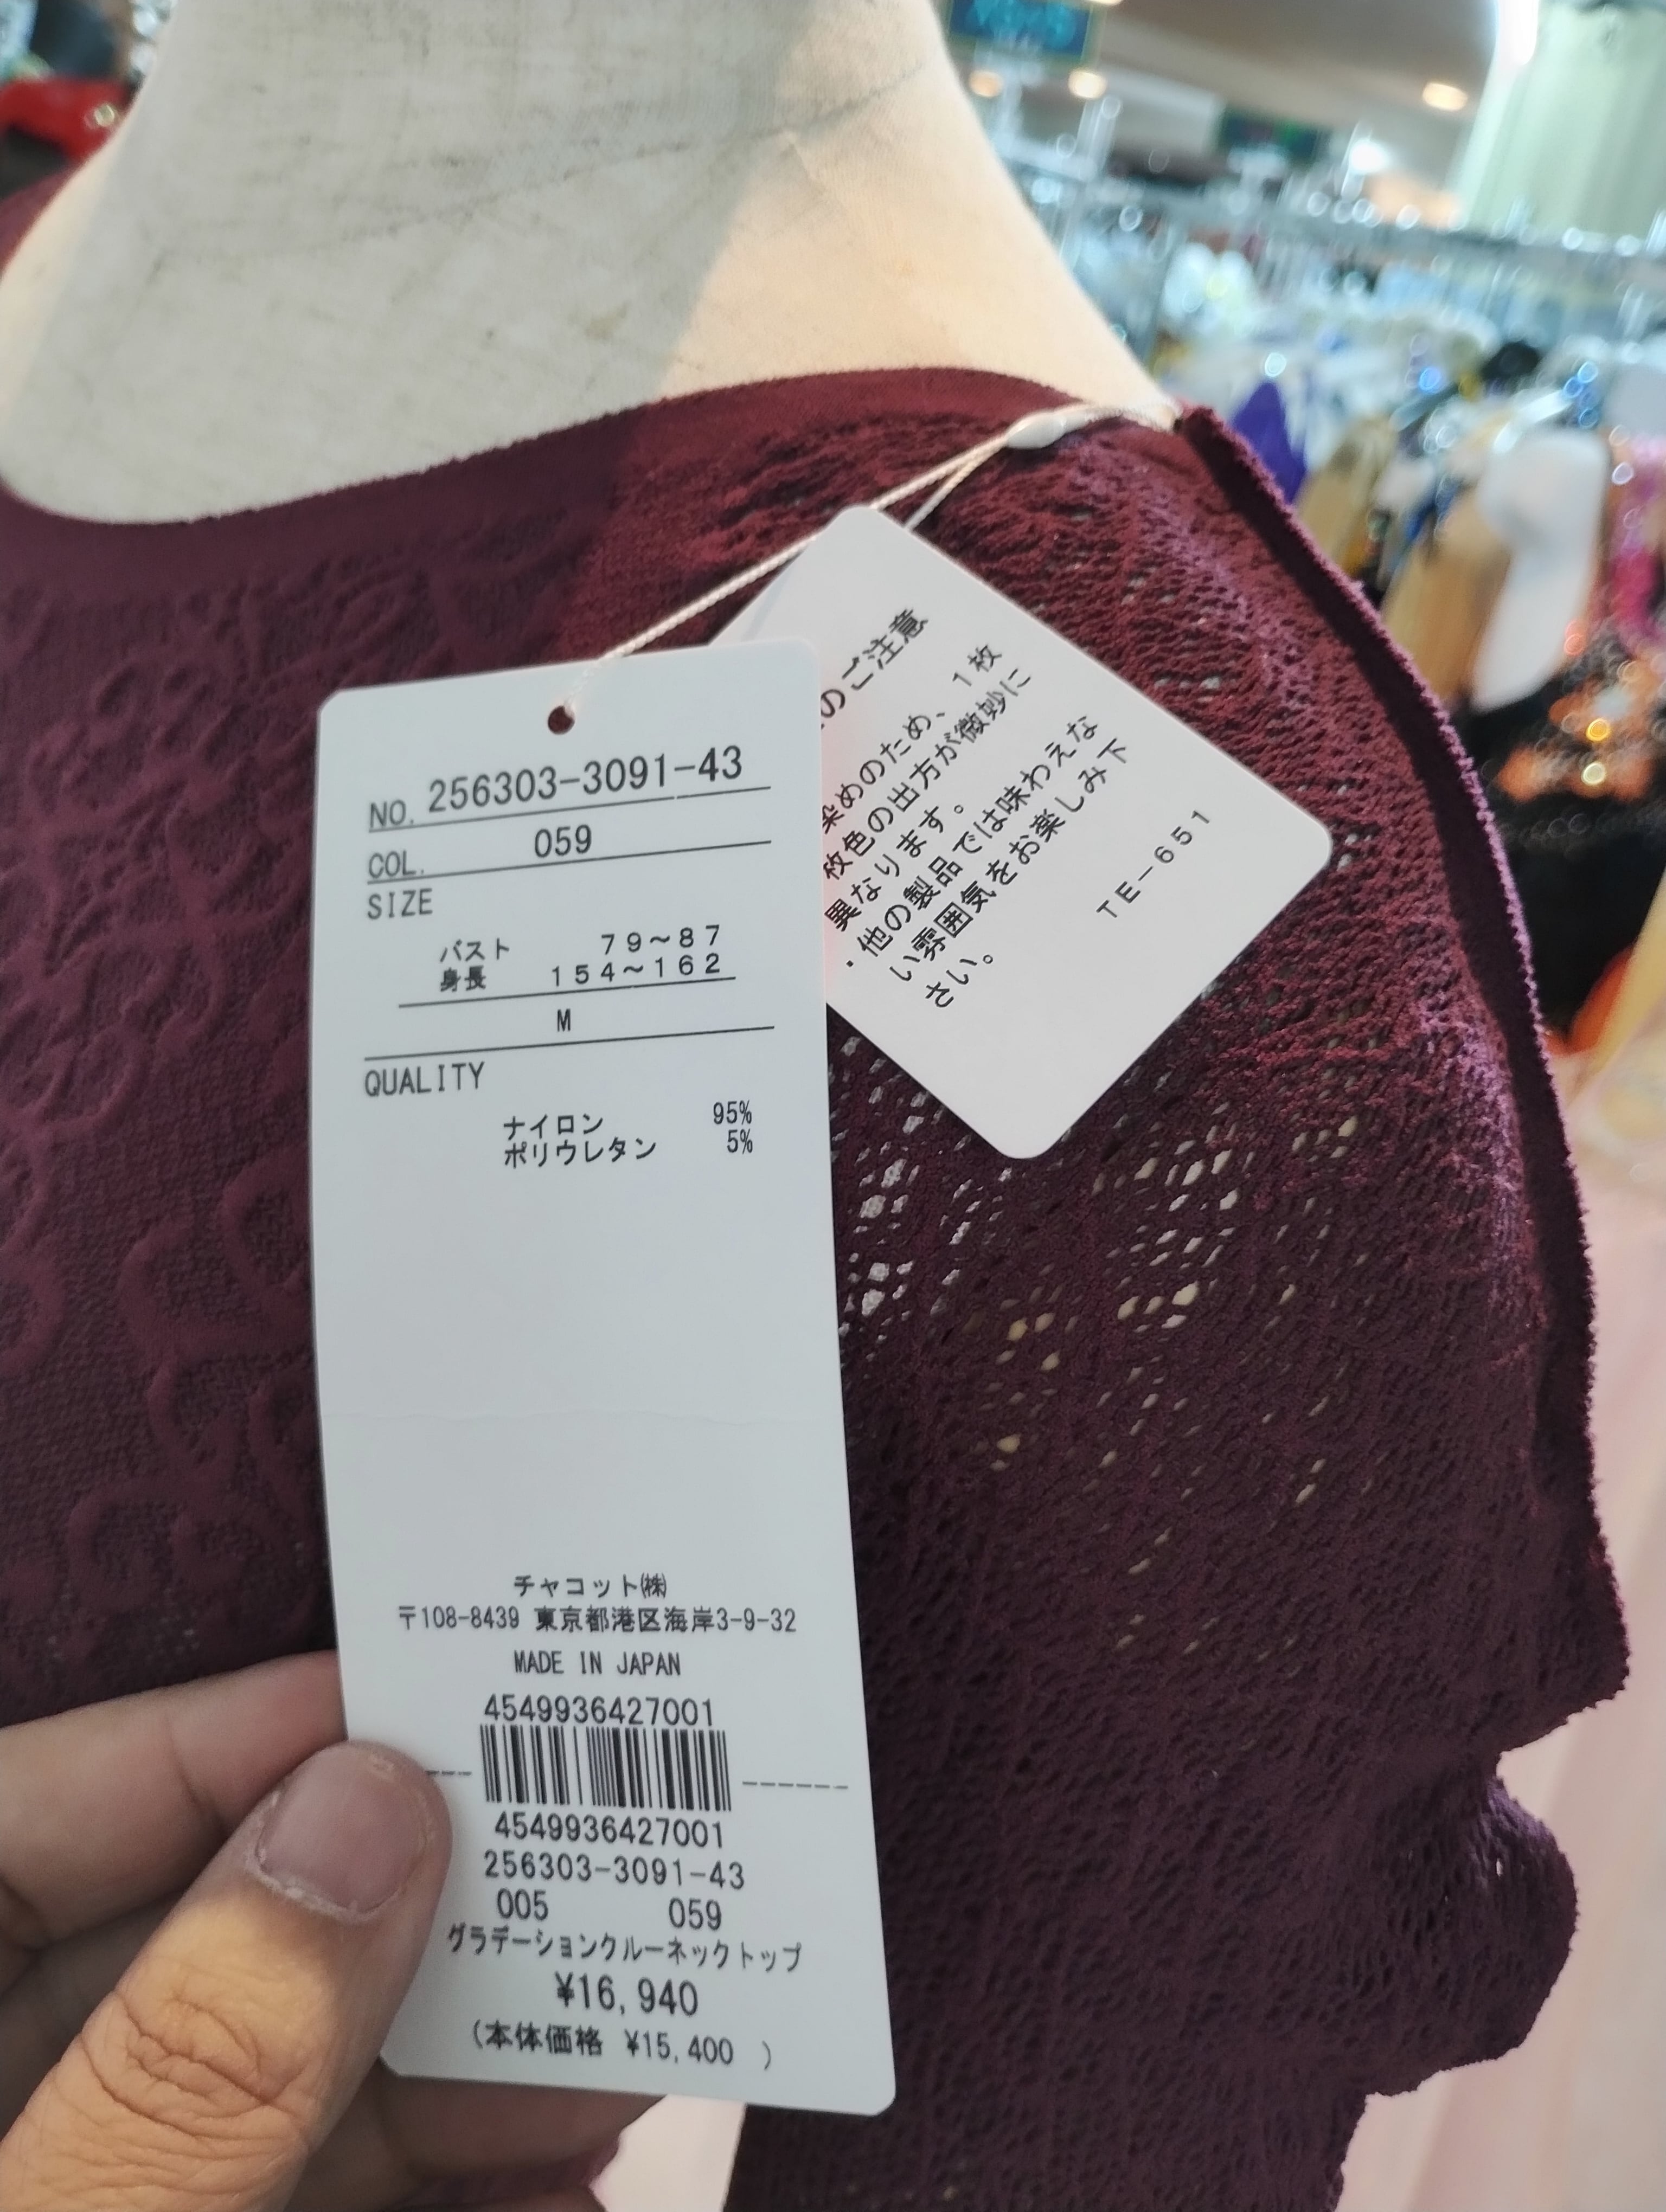 NO. 256303-3091-43
COL. 059
SIZE
バスト 79～87
身長 154～162
M
QUALITY
ナイロン 95%
ポリウレタン 5%
チャコット㈱
〒108-8439 東京都港区海岸3-9-32
MADE IN JAPAN
4549936427001
4549936427001
256303-3091-43
005 059
グラデーションクルーネックトップ
¥16,940
(本体価格 ¥15,400 )
のご注意
染めのため、1枚
枚色の出方が微妙に
異なります。
・他の製品では味わえな
い雰囲気をお楽しみ下
さい。
TE-651